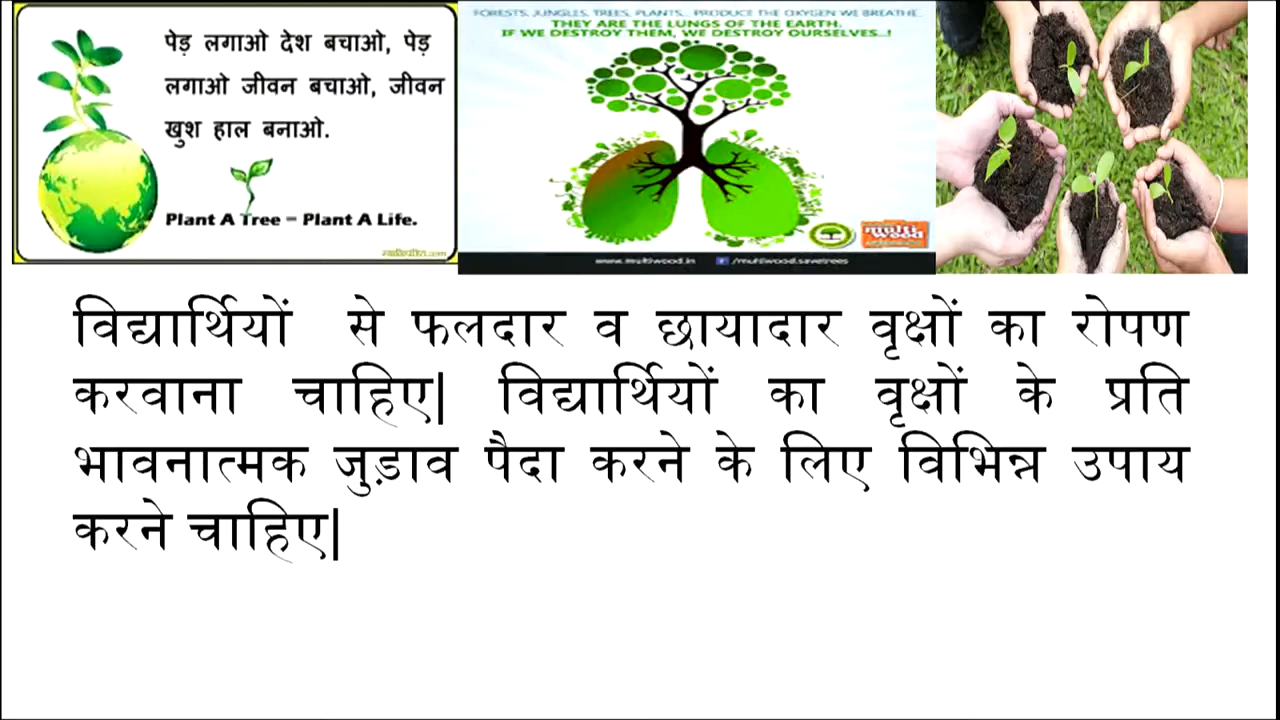 पेड़ लगाओ देश बचाओ, पेड़
लगाओ जीवन बचाओ, जीवन
खुश हाल बनाओ.
Plant A Tree – Plant A Life.
FORESTS, JUNGLES, TREES, PLANTS... PRODUCE THE OXYGEN WE BREATHE.
THEY ARE THE LUNGS OF THE EARTH.
IF WE DESTROY THEM, WE DESTROY OURSELVES..!
multi
wood
www.multiwood.in
/multiwood.savetrees
विद्यार्थियों से फलदार व छायादार वृक्षों का रोपण
करवाना चाहिए| विद्यार्थियों का वृक्षों के प्रति
भावनात्मक जुड़ाव पैदा करने के लिए विभिन्न उपाय
करने चाहिए|